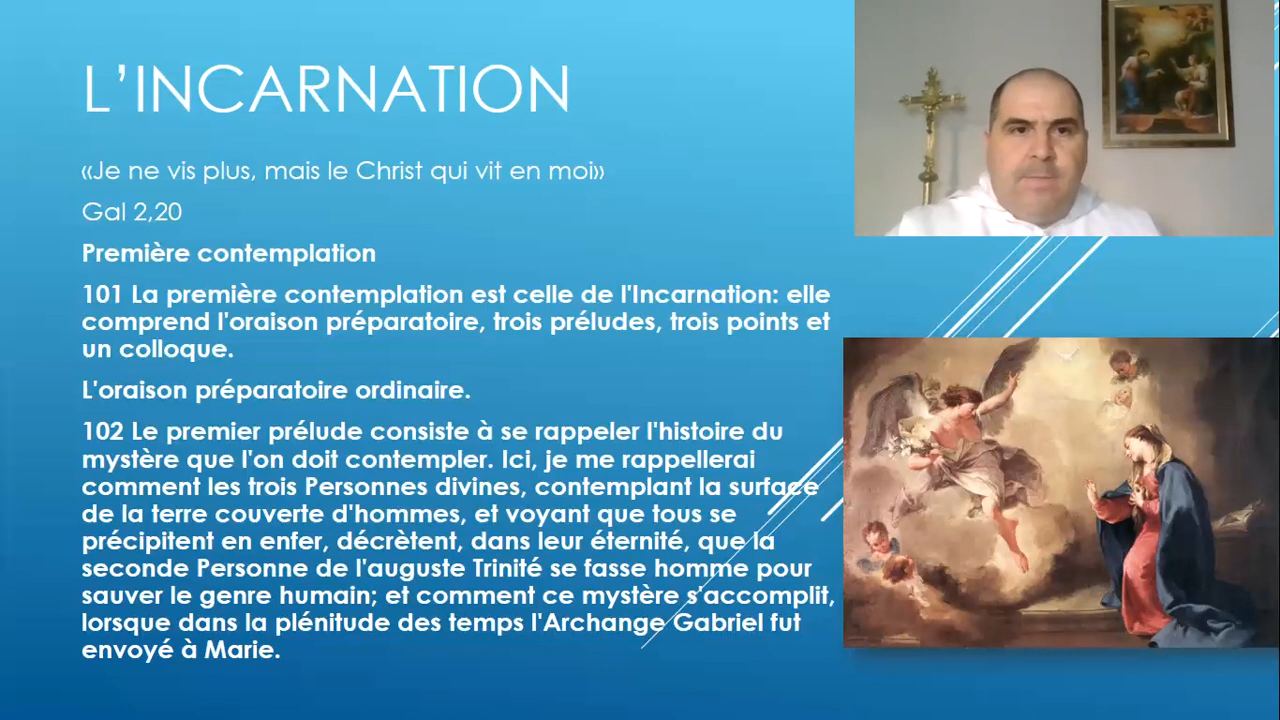 L'INCARNATION
«Je ne vis plus, mais le Christ qui vit en moi»
Gal 2,20
Première contemplation
101 La première contemplation est celle de l'Incarnation: elle
comprend l'oraison préparatoire, trois préludes, trois points et
un colloque.
L'oraison préparatoire ordinaire.
102 Le premier prélude consiste à se rappeler l'histoire du
mystère que l'on doit contempler. Ici, je me rappellerai
comment les trois Personnes divines, contemplant la surface
de la terre couverte d'hommes, et voyant que tous se
précipitent en enfer, décrètent, dans leur éternité, que la
seconde Personne de l'auguste Trinité se fasse homme pour
sauver le genre humain; et comment ce mystère s'accomplit,
lorsque dans la plénitude des temps l'Archange Gabriel fut
envoyé à Marie.